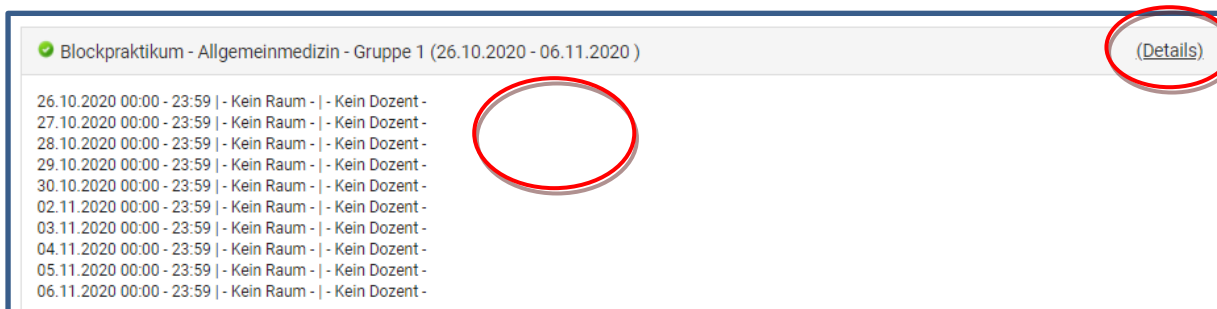 Blockpraktikum - Allgemeinmedizin - Gruppe 1 (26.10.2020 - 06.11.2020 ) (Details)
26.10.2020 00:00 - 23:59 | - Kein Raum - | - Kein Dozent -
27.10.2020 00:00 - 23:59 | - Kein Raum - | - Kein Dozent -
28.10.2020 00:00 - 23:59 | - Kein Raum - | - Kein Dozent -
29.10.2020 00:00 - 23:59 | - Kein Raum - | - Kein Dozent -
30.10.2020 00:00 - 23:59 | - Kein Raum - | - Kein Dozent -
02.11.2020 00:00 - 23:59 | - Kein Raum - | - Kein Dozent -
03.11.2020 00:00 - 23:59 | - Kein Raum - | - Kein Dozent -
04.11.2020 00:00 - 23:59 | - Kein Raum - | - Kein Dozent -
05.11.2020 00:00 - 23:59 | - Kein Raum - | - Kein Dozent -
06.11.2020 00:00 - 23:59 | - Kein Raum - | - Kein Dozent -